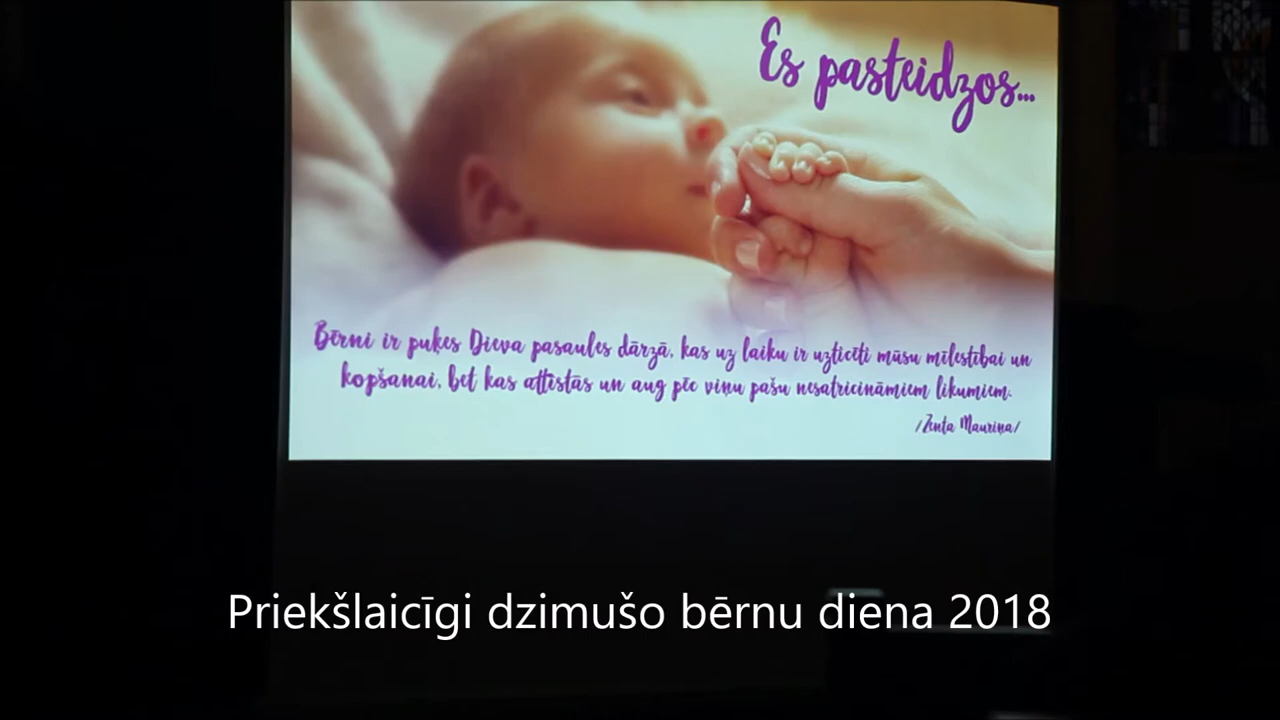 Es pasteidzos...
Bērni ir puķes Dieva pasaules dārzā, kas uz laiku ir uzticēti mūsu mīlestībai un
kopšanai, bet kas attīstās un aug pēc viņu pašu nesatricināmiem likumiem.
/Zenta Mauriņa/
Priekšlaicīgi dzimušo bērnu diena 2018